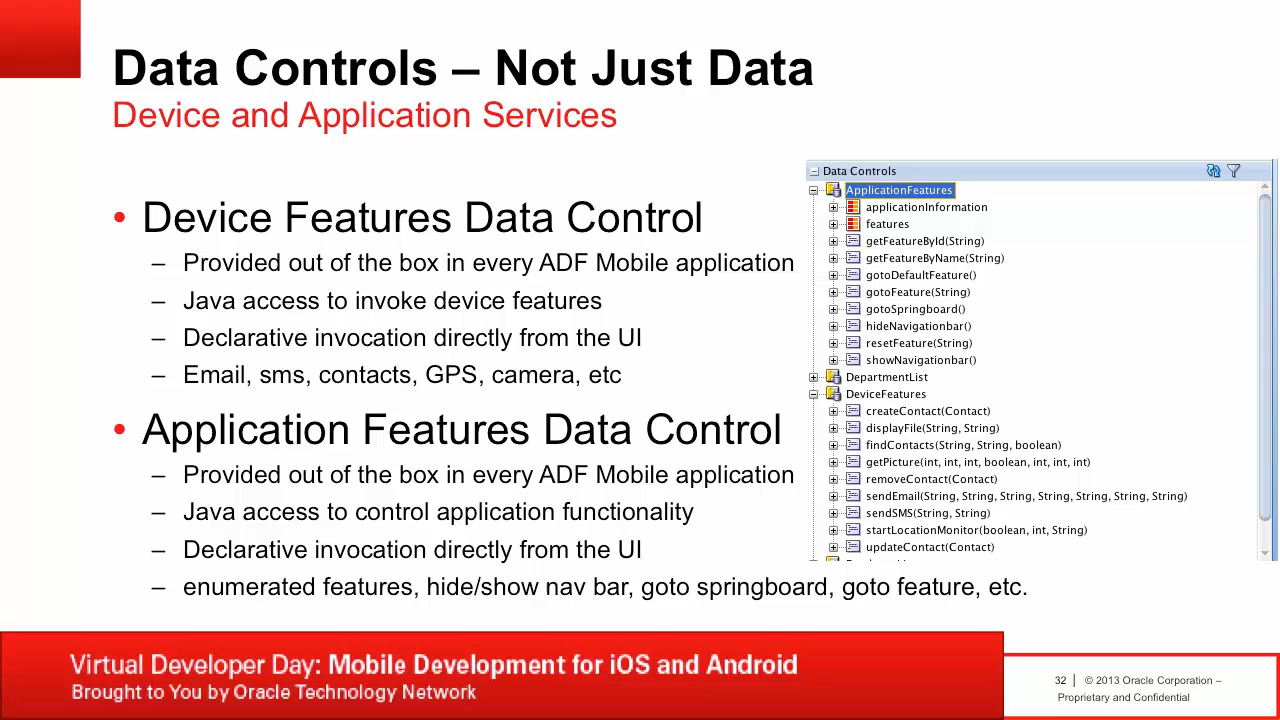 Data Controls – Not Just Data
Device and Application Services
• Device Features Data Control
– Provided out of the box in every ADF Mobile application
– Java access to invoke device features
– Declarative invocation directly from the UI
– Email, sms, contacts, GPS, camera, etc
• Application Features Data Control
– Provided out of the box in every ADF Mobile application
– Java access to control application functionality
– Declarative invocation directly from the UI
– enumerated features, hide/show nav bar, goto springboard, goto feature, etc.
Data Controls
ApplicationFeatures
applicationInformation
features
getFeatureById(String)
getFeatureByName(String)
gotoDefaultFeature()
gotoFeature(String)
gotoSpringboard()
hideNavigationbar()
resetFeature(String)
showNavigationbar()
DepartmentList
DeviceFeatures
createContact(Contact)
displayFile(String, String)
findContacts(String, String, boolean)
getPicture(int, int, int, boolean, int, int, int)
removeContact(Contact)
sendEmail(String, String, String, String, String, String, String)
sendSMS(String, String)
startLocationMonitor(boolean, int, String)
updateContact(Contact)
Virtual Developer Day: Mobile Development for iOS and Android
Brought to You by Oracle Technology Network
32 | © 2013 Oracle Corporation –
Proprietary and Confidential